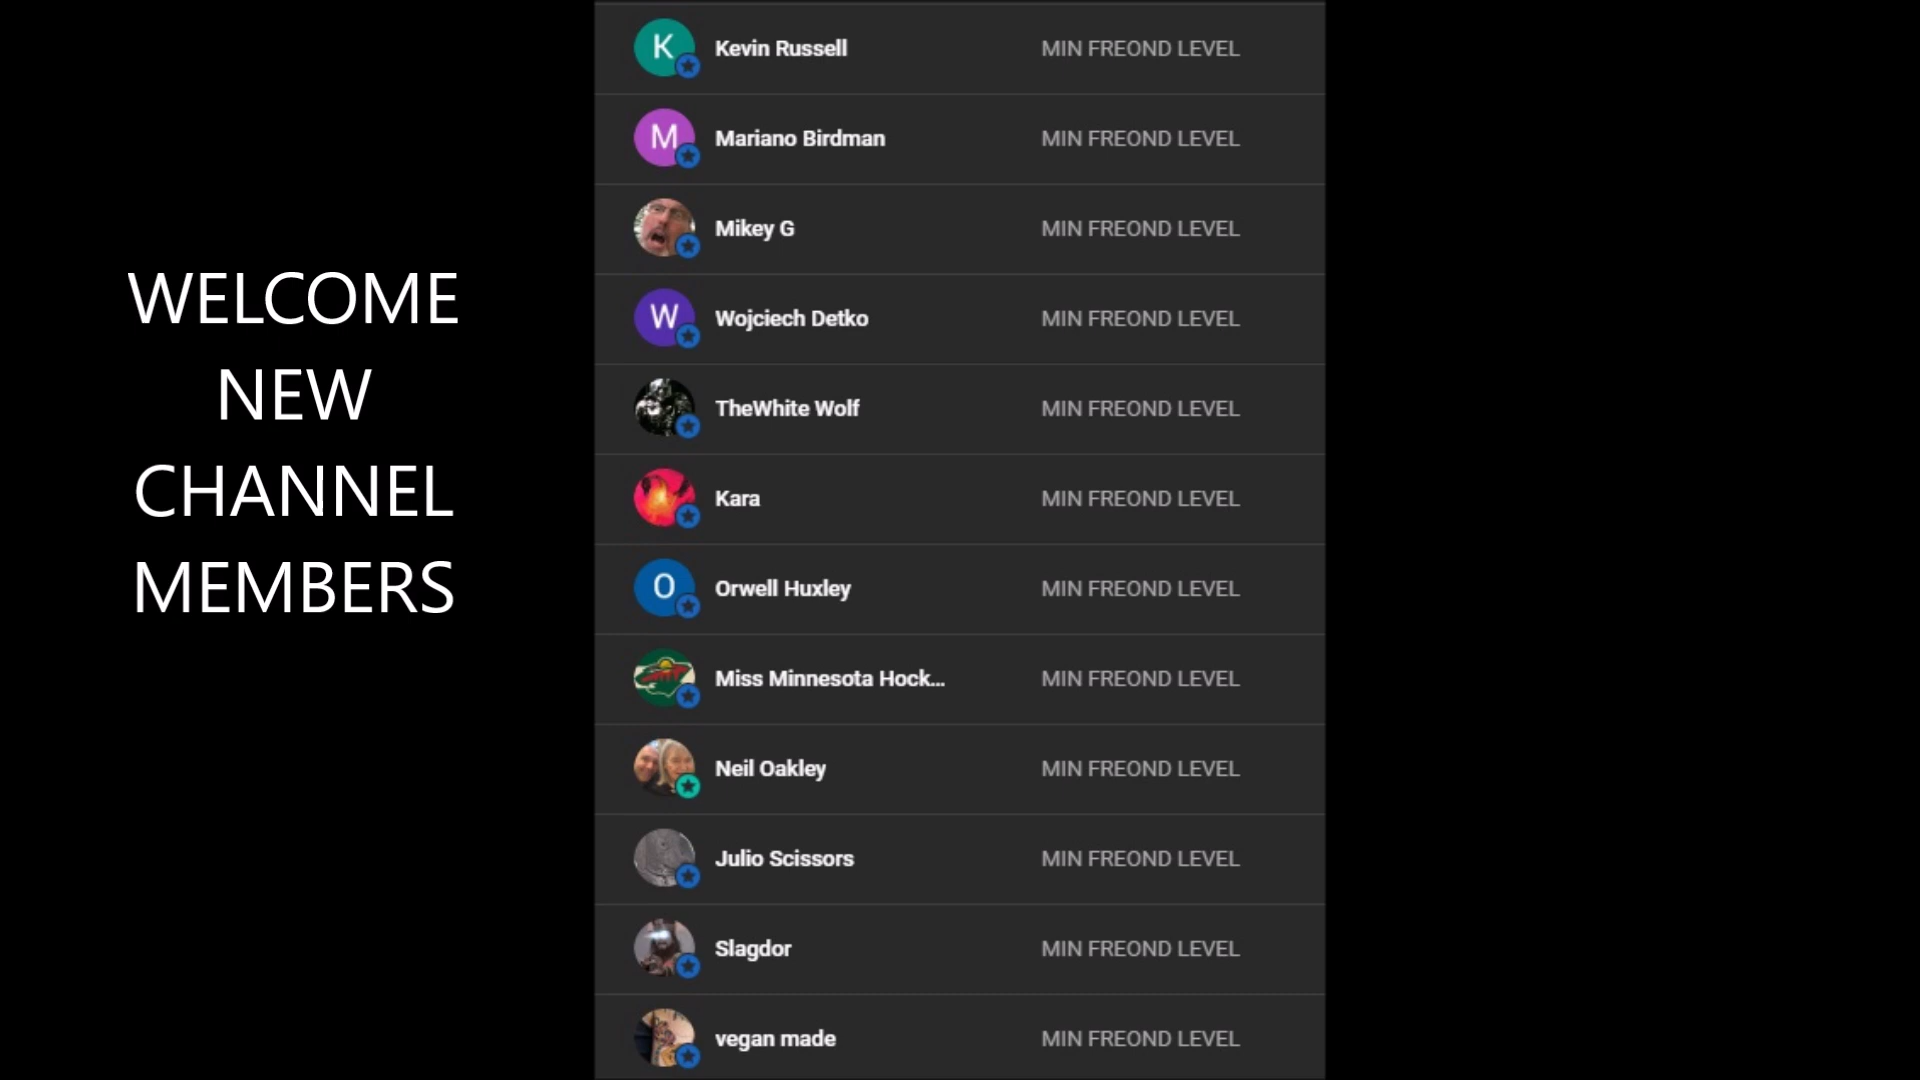 WELCOME
NEW
CHANNEL
MEMBERS
K Kevin Russell MIN FREOND LEVEL
M Mariano Birdman MIN FREOND LEVEL
Mikey G MIN FREOND LEVEL
W Wojciech Detko MIN FREOND LEVEL
TheWhite Wolf MIN FREOND LEVEL
Kara MIN FREOND LEVEL
O Orwell Huxley MIN FREOND LEVEL
Miss Minnesota Hock... MIN FREOND LEVEL
Neil Oakley MIN FREOND LEVEL
Julio Scissors MIN FREOND LEVEL
Slagdor MIN FREOND LEVEL
vegan made MIN FREOND LEVEL